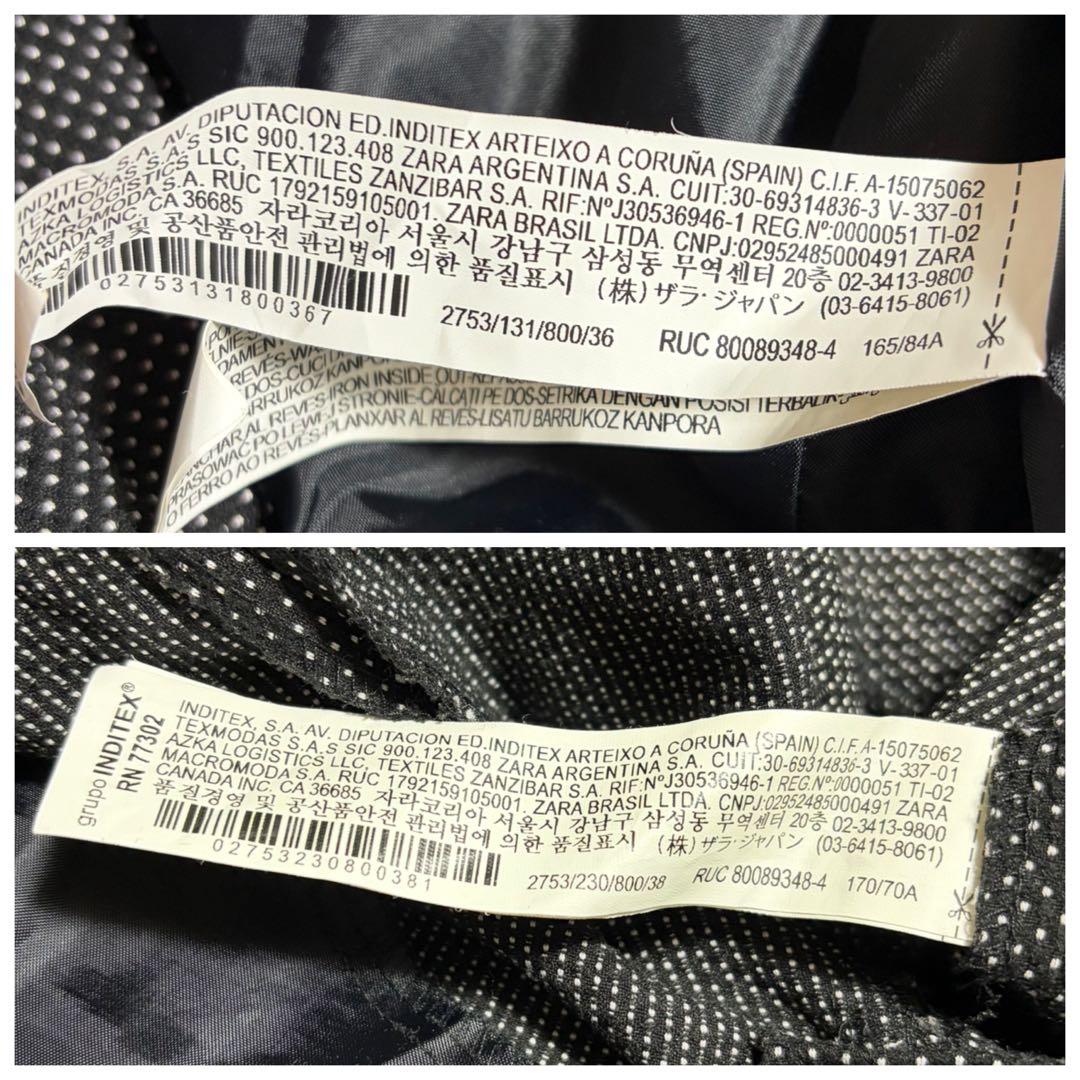 INDITEX, S.A. AV. DIPUTACION ED.INDITEX ARTEIXO A CORUÑA (SPAIN) C.I.F. A-15075062
TEXMODAS S.A.S SIC 900.123.408 ZARA ARGENTINA S.A. CUIT:30-69314836-3 V-337-01
AZKA LOGISTICS LLC, TEXTILES ZANZIBAR S.A. RIF:NºJ30536946-1 REG.Nº:0000051 TI-02
MACROMODA S.A. RUC 1792159105001. ZARA BRASIL LTDA. CNPJ:02952485000491 ZARA
CANADA INC. CA 36685 자라코리아 서울시 강남구 삼성동 무역센터 20층 02-3413-9800
경영 및 공산품안전 관리법에 의한 품질표시 (株)ザラ・ジャパン (03-6415-8061)
02753131800367
2753/131/800/36
RUC 80089348-4
165/84A
REVÉS-IRON INSIDE OUT
DOS-SETRIKA DENGAN POSISI TERBALIK
BARRUKOZ KANPO
PLANCHAR AL REVES
STRONIE-CALCATI PE
PRASOWAC PO LEWEJ
O FERRO AO REVES-PLANXAR AL REVÉS-LISATU BARRUKOZ KANPORA
grupo INDITEX®
RN 77302
INDITEX, S.A. AV. DIPUTACION ED.INDITEX ARTEIXO A CORUÑA (SPAIN) C.I.F. A-15075062
TEXMODAS S.A.S SIC 900.123.408 ZARA ARGENTINA S.A. CUIT:30-69314836-3 V-337-01
AZKA LOGISTICS LLC, TEXTILES ZANZIBAR S.A. RIF:NºJ30536946-1 REG.Nº:0000051 TI-02
MACROMODA S.A. RUC 1792159105001. ZARA BRASIL LTDA. CNPJ:02952485000491 ZARA
CANADA INC. CA 36685 자라코리아 서울시 강남구 삼성동 무역센터 20층 02-3413-9800
품질경영 및 공산품안전 관리법에 의한 품질표시 (株)ザラ・ジャパン (03-6415-8061)
02753230800381
2753/230/800/38
RUC 80089348-4
170/70A